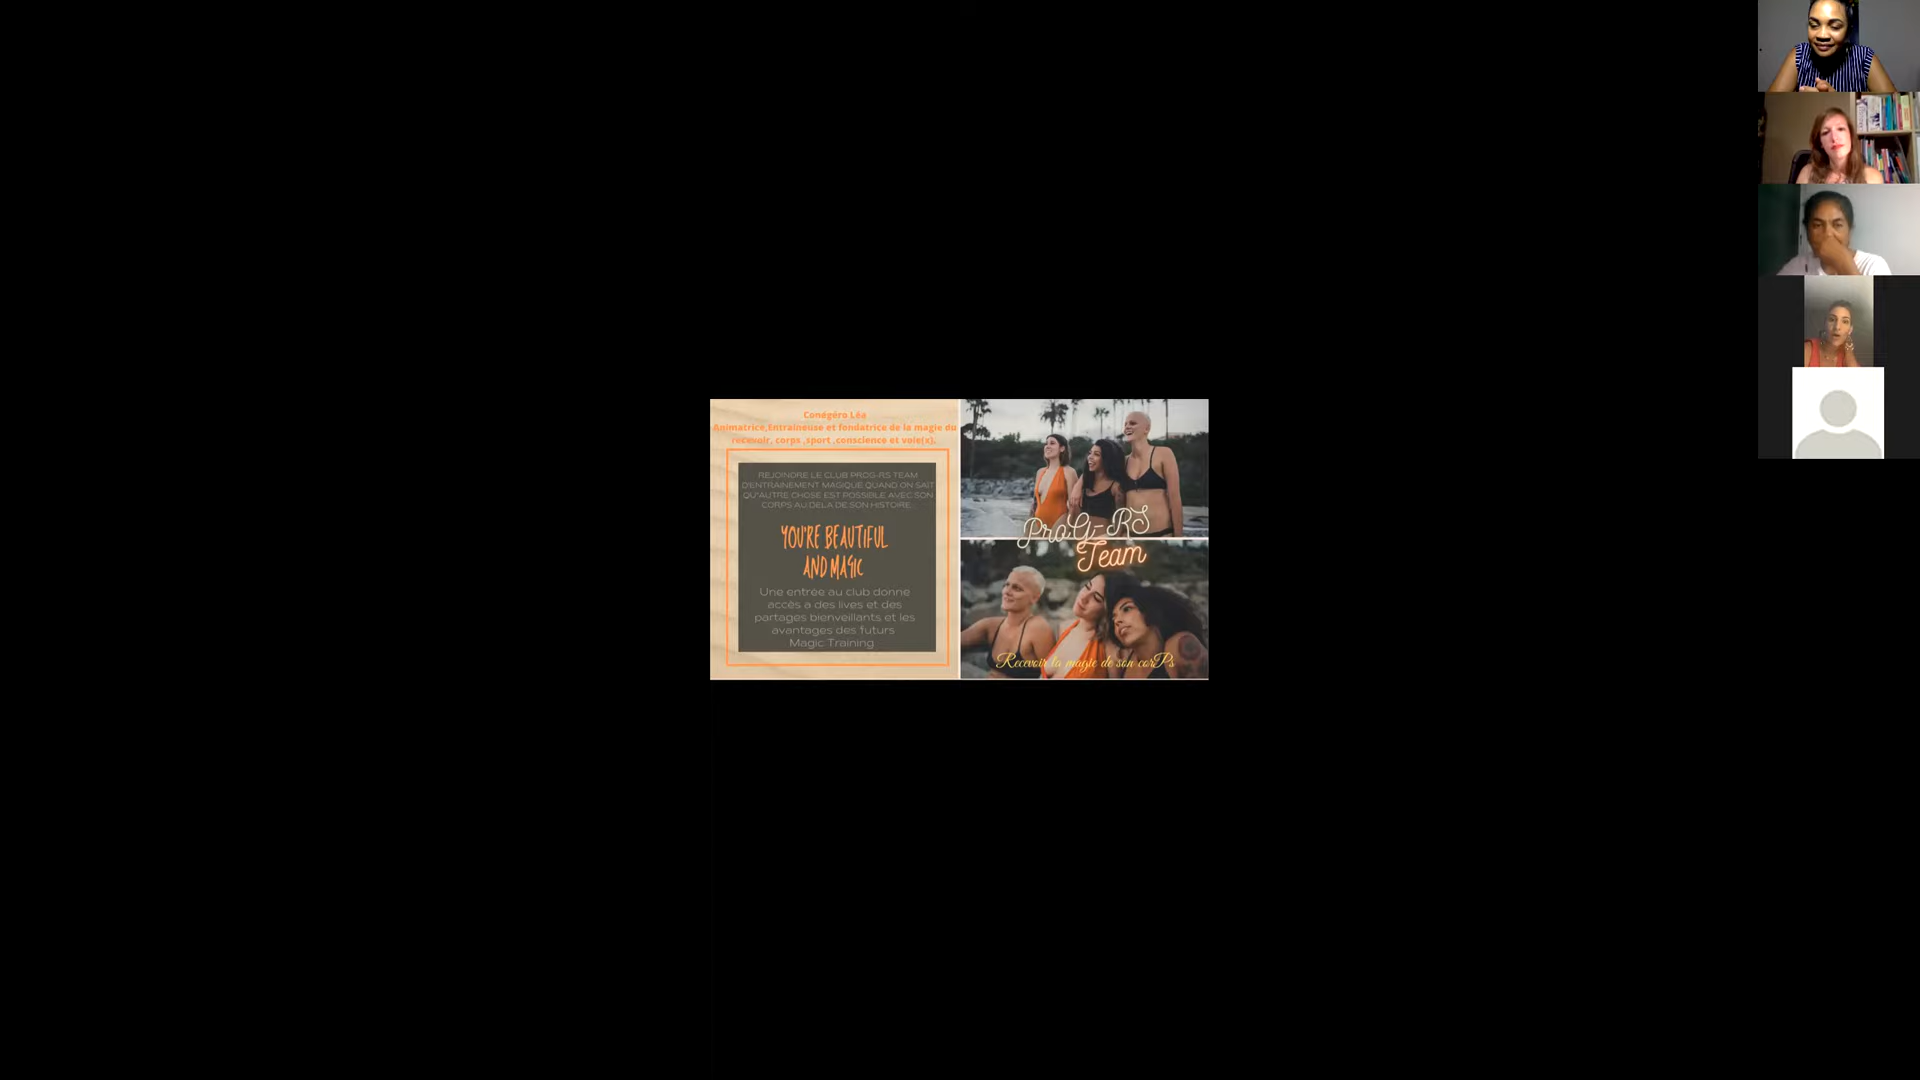 Conégéro Léa
Animatrice,Entraineuse et fondatrice de la magie du
recevoir, corps ,sport ,conscience et voie(x),
REJOINDRE LE CLUB PROG-RS TEAM
D'ENTRAINEMENT MAGIQUE QUAND ON SAIT
QU'AUTRE CHOSE EST POSSIBLE AVEC SON
CORPS AU DELA DE SON HISTOIRE.
YOU'RE BEAUTIFUL
AND MAGIC
Une entree au club donne
accès a des lives et des
partages bienveillants et les
avantages des futurs
Magic Training
ProG-RS
Team
Recevoir la magie de son corPs